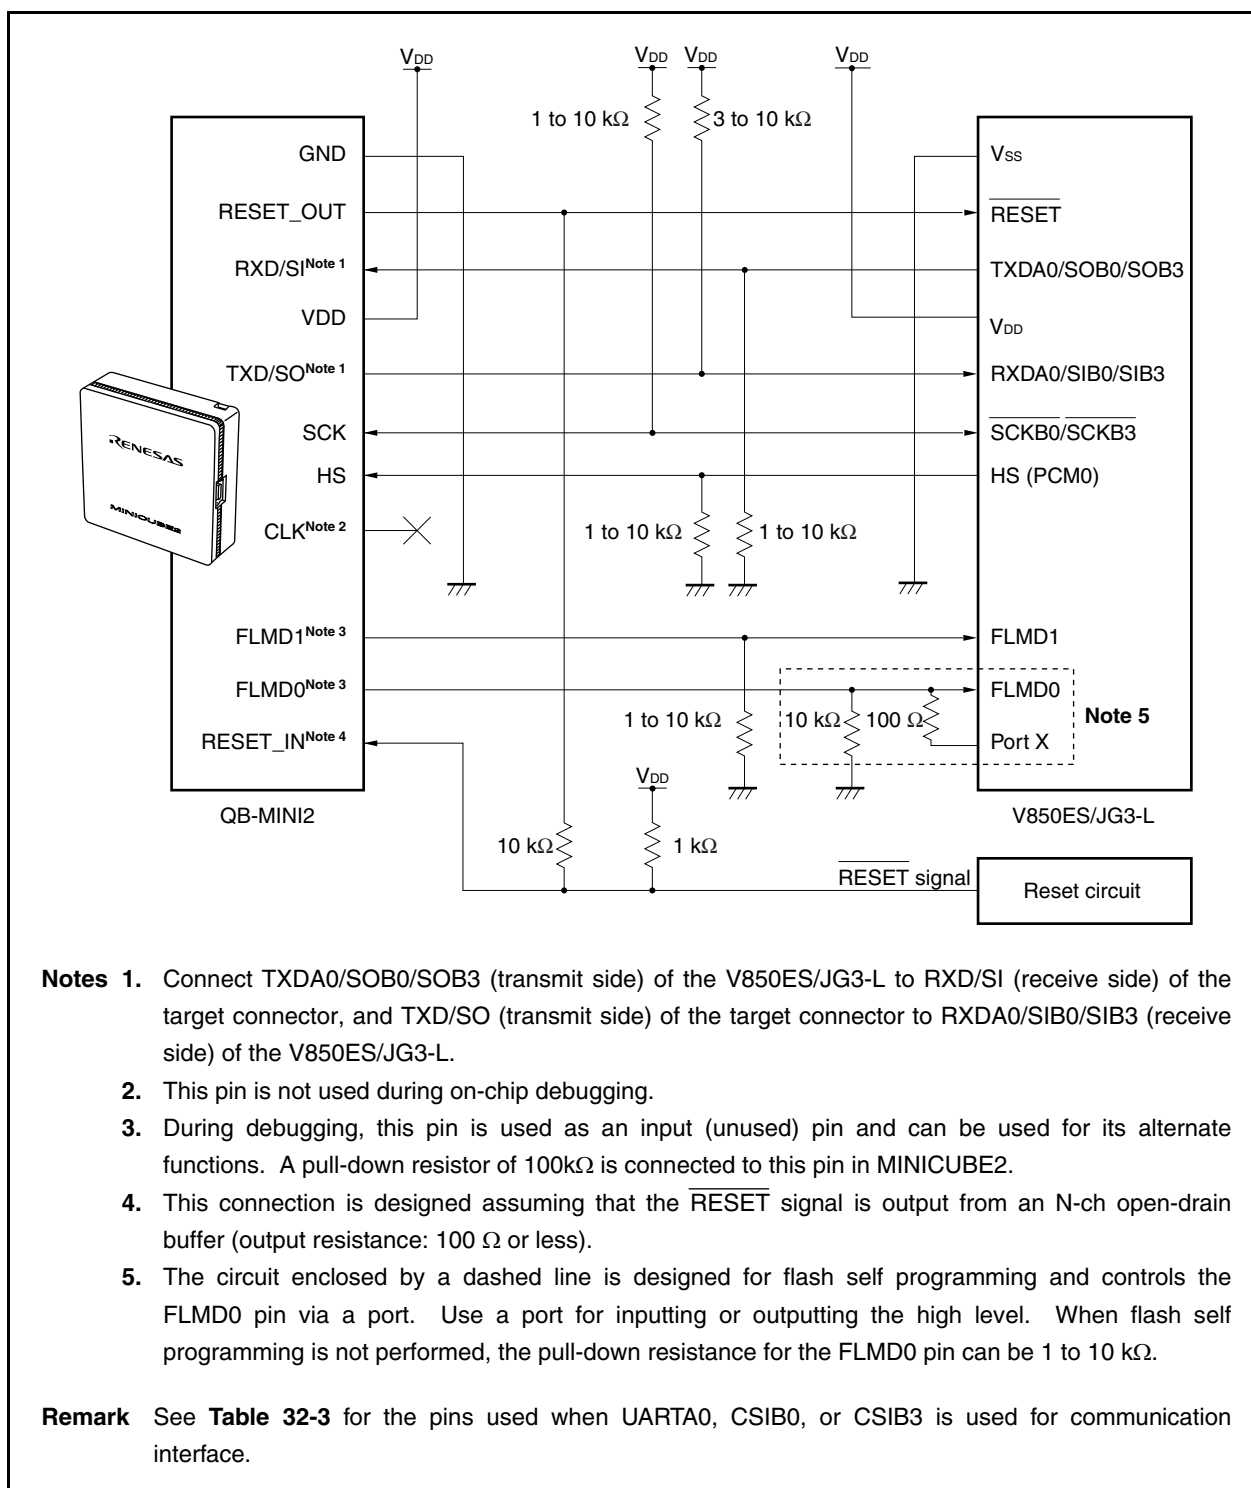 VDD
VDD
VDD
VDD
1 to 10 kΩ
3 to 10 kΩ
GND
VSS
RESET_OUT
RESET
RXD/SI Note 1
TXDA0/SOB0/SOB3
VDD
VDD
TXD/SO Note 1
RXDA0/SIB0/SIB3
SCK
SCKB0/SCKB3
RENESAS
HS
HS (PCM0)
MINICUBE2
CLK Note 2
1 to 10 kΩ
1 to 10 kΩ
FLMD1 Note 3
FLMD1
FLMD0 Note 3
FLMD0
1 to 10 kΩ
10 kΩ
100 Ω
Note 5
RESET_IN Note 4
Port X
VDD
QB-MINI2
V850ES/JG3-L
10 kΩ
1 kΩ
RESET signal
Reset circuit
Notes 1. Connect TXDA0/SOB0/SOB3 (transmit side) of the V850ES/JG3-L to RXD/SI (receive side) of the
target connector, and TXD/SO (transmit side) of the target connector to RXDA0/SIB0/SIB3 (receive
side) of the V850ES/JG3-L.
2. This pin is not used during on-chip debugging.
3. During debugging, this pin is used as an input (unused) pin and can be used for its alternate
functions. A pull-down resistor of 100kΩ is connected to this pin in MINICUBE2.
4. This connection is designed assuming that the RESET signal is output from an N-ch open-drain
buffer (output resistance: 100 Ω or less).
5. The circuit enclosed by a dashed line is designed for flash self programming and controls the
FLMD0 pin via a port. Use a port for inputting or outputting the high level. When flash self
programming is not performed, the pull-down resistance for the FLMD0 pin can be 1 to 10 kΩ.
Remark See Table 32-3 for the pins used when UARTA0, CSIB0, or CSIB3 is used for communication
interface.